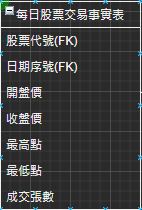 每日股票交易事實表
股票代號(FK)
日期序號(FK)
開盤價
收盤價
最高點
最低點
成交張數